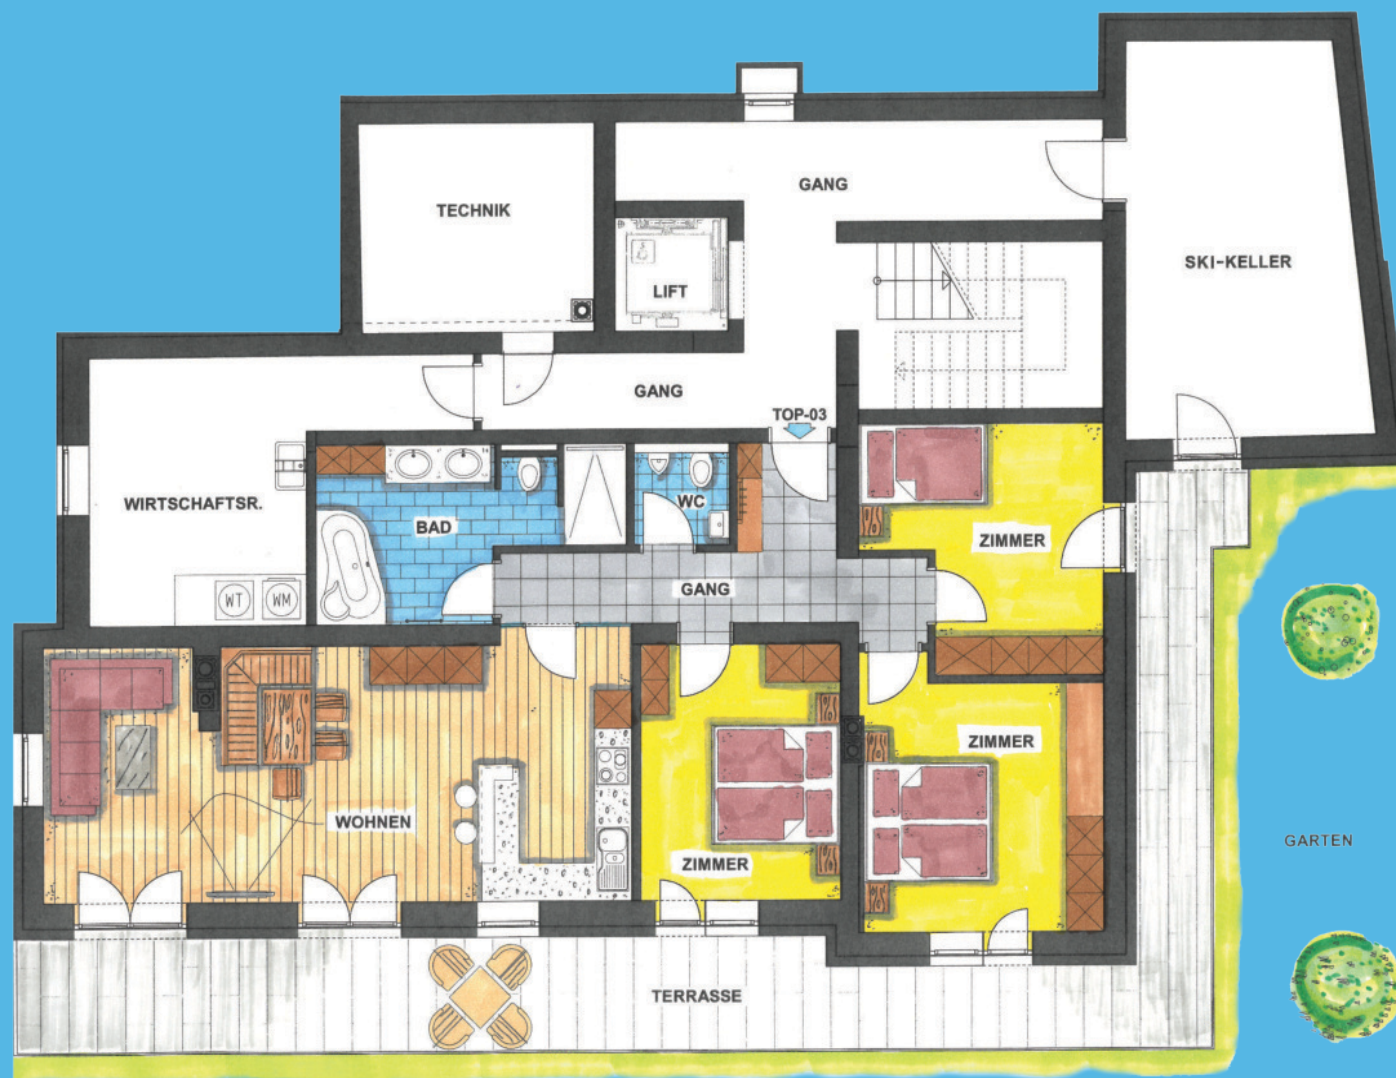 GANG
TECHNIK
SKI-KELLER
LIFT
GANG
TOP-03
WIRTSCHAFTSR.
WC
BAD
ZIMMER
GANG
WT WM
ZIMMER
WOHNEN
GARTEN
ZIMMER
TERRASSE